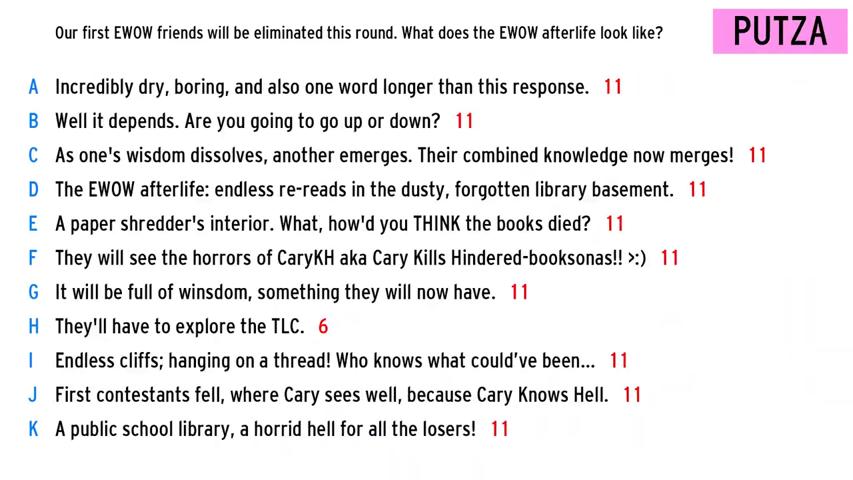 Our first EWOW friends will be eliminated this round. What does the EWOW afterlife look like?
PUTZA
A Incredibly dry, boring, and also one word longer than this response. 11
B Well it depends. Are you going to go up or down? 11
C As one's wisdom dissolves, another emerges. Their combined knowledge now merges! 11
D The EWOW afterlife: endless re-reads in the dusty, forgotten library basement. 11
E A paper shredder's interior. What, how'd you THINK the books died? 11
F They will see the horrors of CaryKH aka Cary Kills Hindered-booksonas!! >:) 11
G It will be full of winsdom, something they will now have. 11
H They'll have to explore the TLC. 6
I Endless cliffs; hanging on a thread! Who knows what could've been... 11
J First contestants fell, where Cary sees well, because Cary Knows Hell. 11
K A public school library, a horrid hell for all the losers! 11